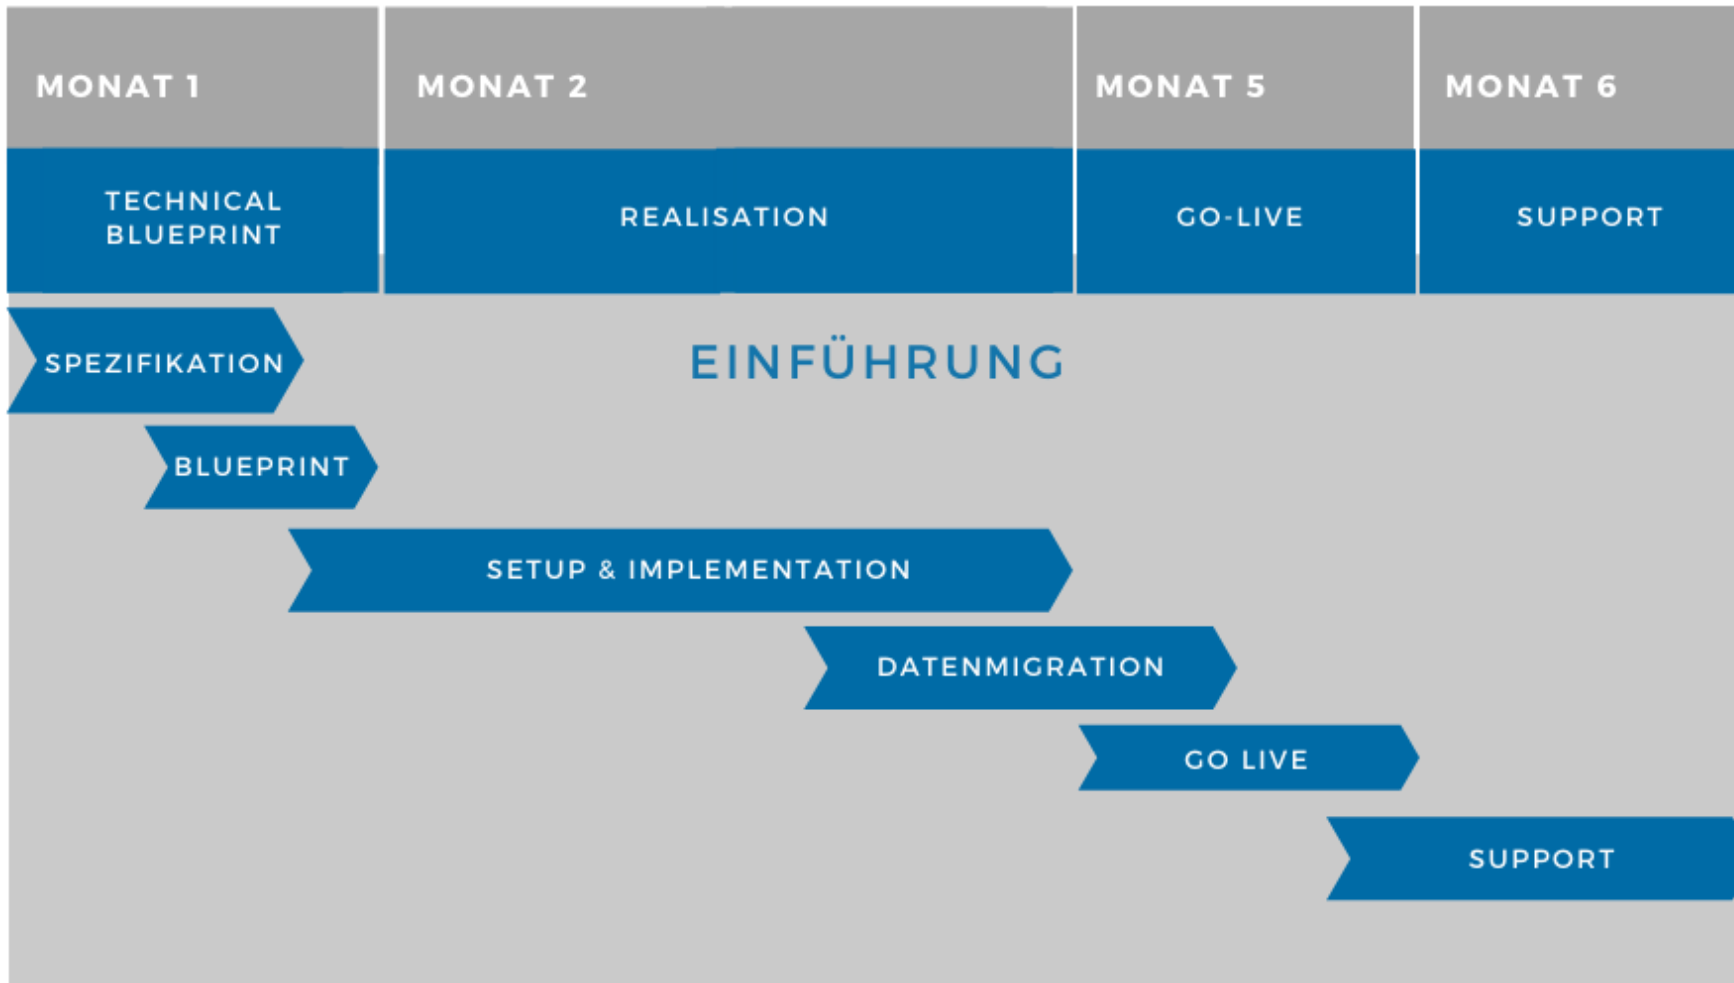 MONAT 1
MONAT 2
MONAT 5
MONAT 6
TECHNICAL
BLUEPRINT
REALISATION
GO-LIVE
SUPPORT
SPEZIFIKATION
EINFÜHRUNG
BLUEPRINT
SETUP & IMPLEMENTATION
DATENMIGRATION
GO LIVE
SUPPORT